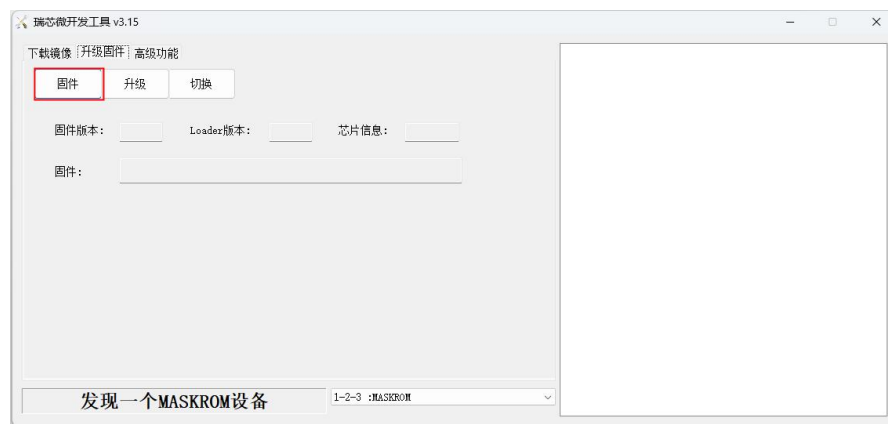 瑞芯微开发工具 v3.15
下载镜像 升级固件 高级功能
固件 升级 切换
固件版本: Loader版本: 芯片信息:
固件:
发现一个MASKROM设备 1-2-3 :MASKROM